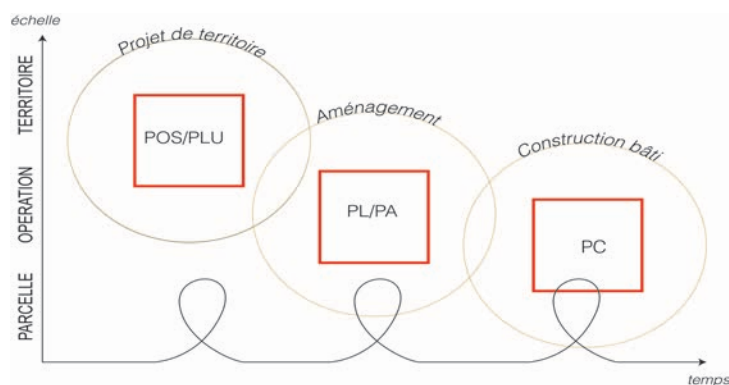 échelle
Projet de territoire
TERRITOIRE
POS/PLU
Aménagement
Construction bâti
OPERATION
PL/PA
PC
PARCELLE
temps